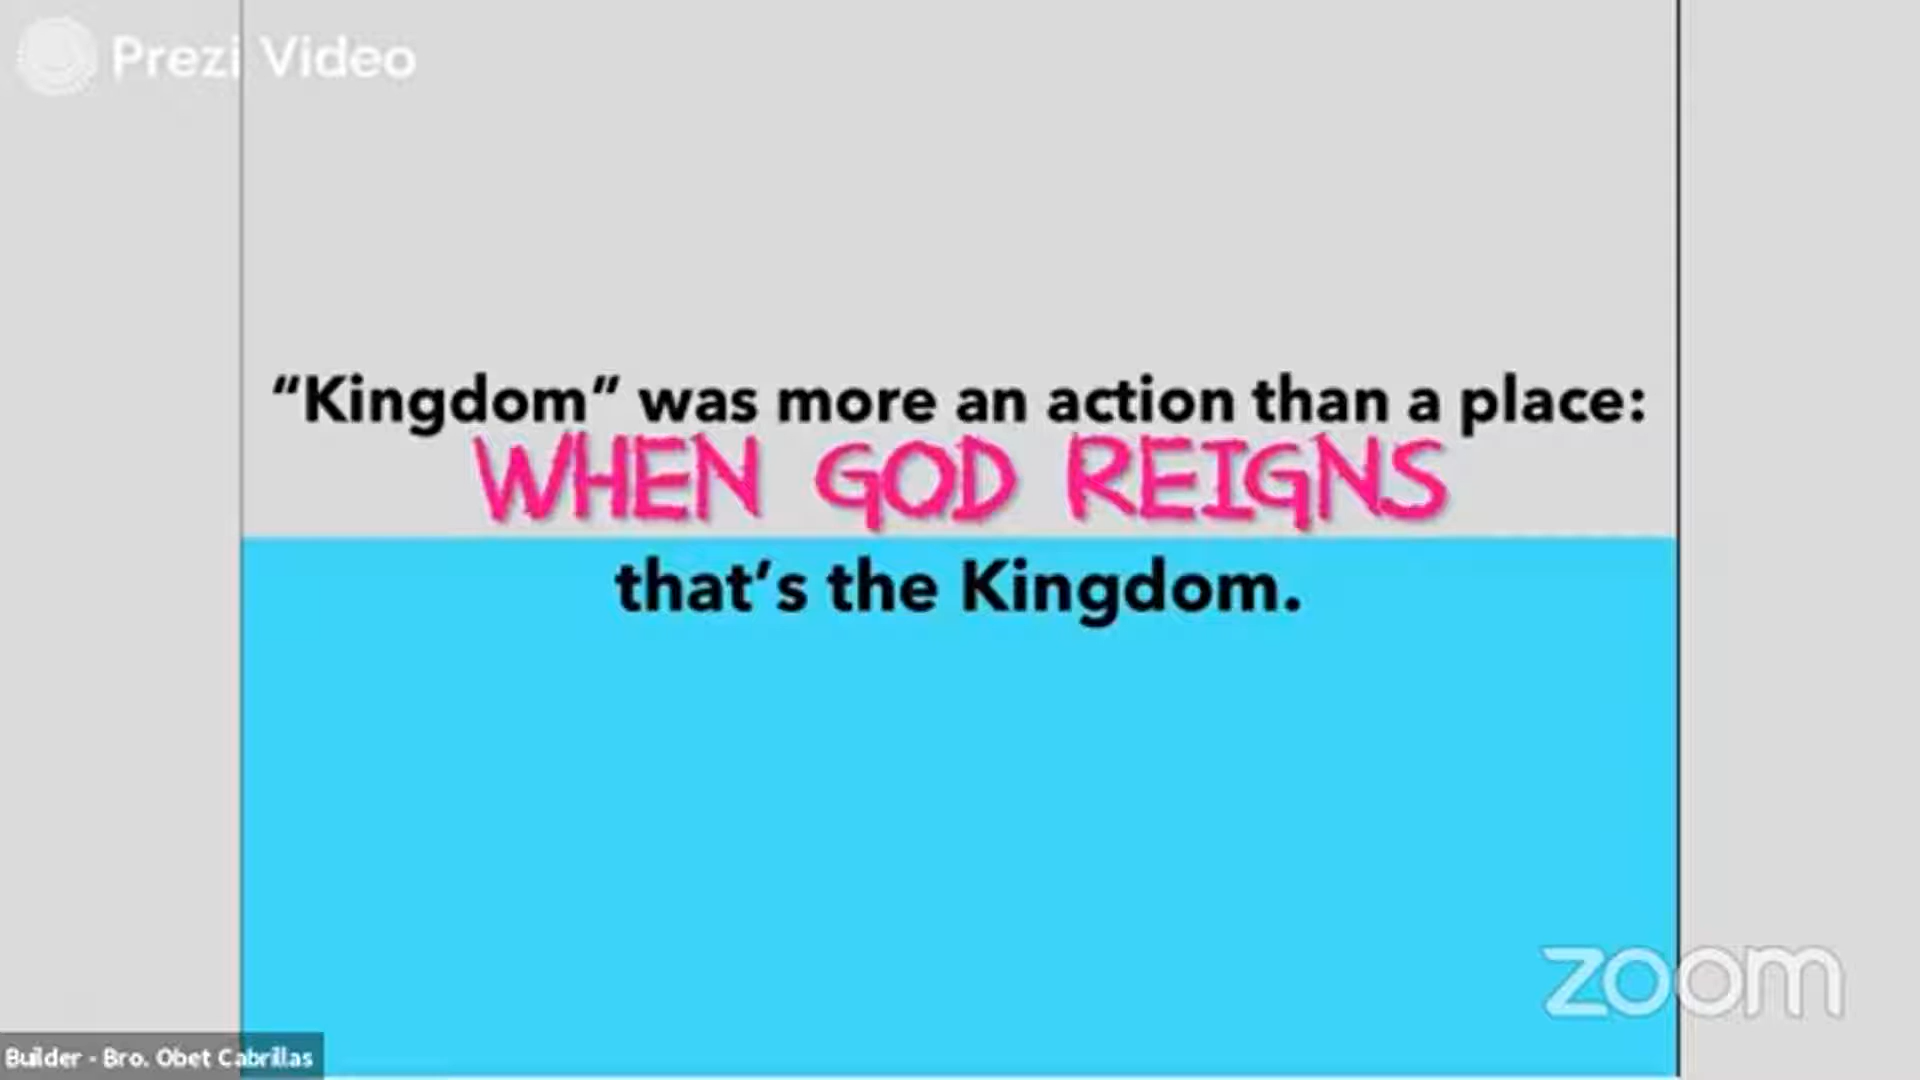 Prezi Video
“Kingdom” was more an action than a place:
WHEN GOD REIGNS
that’s the Kingdom.
zoom
Builder - Bro. Obet Cabrillas